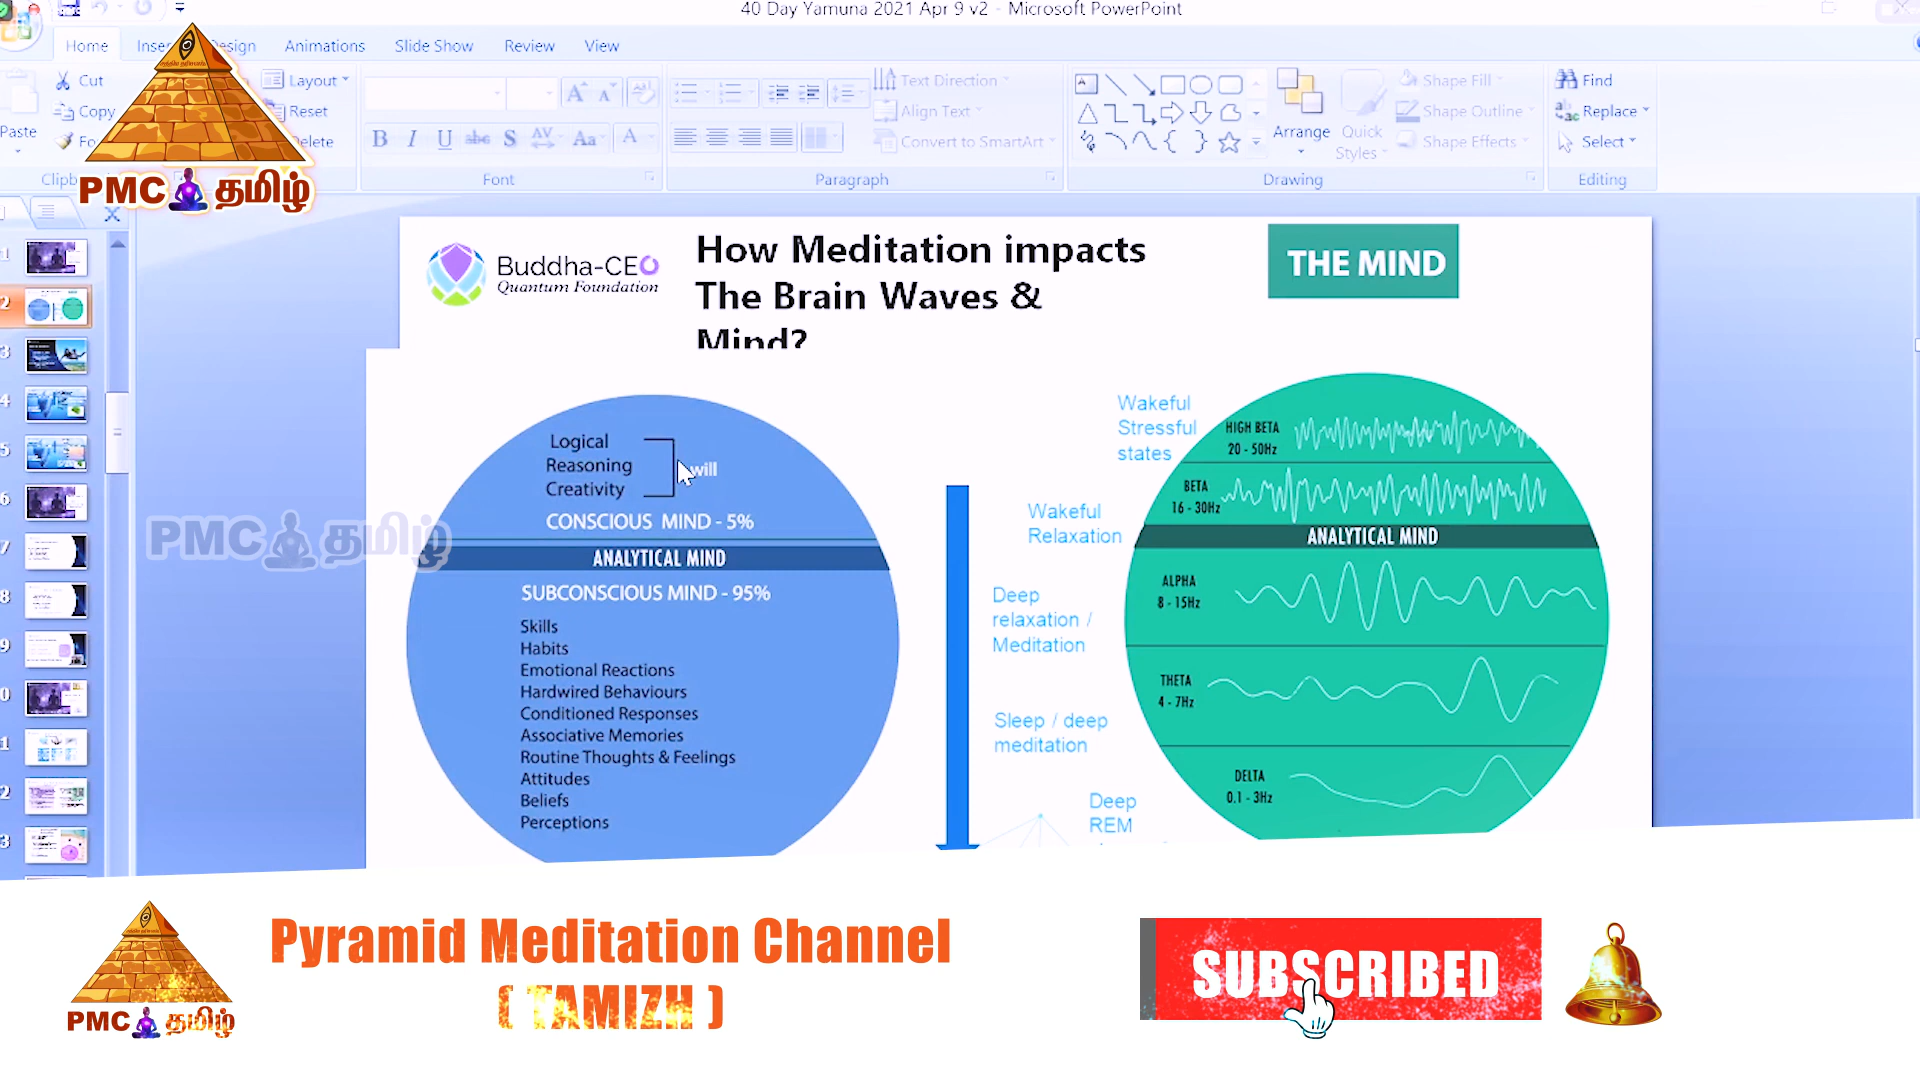 40 Day Yamuna 2021 Apr 9 v2 - Microsoft PowerPoint
Home
Design
Animations
Slide Show
Review
View
Cut
Copy
Paste
Layout
Reset
Delete
Font
B I U abc S AV Aa A
Text Direction
Align Text
Convert to SmartArt
Paragraph
Arrange
Quick
Styles
Shape Fill
Shape Outline
Shape Effects
Drawing
Find
Replace
Select
Editing
PMC தமிழ்
Buddha-CEO
Quantum Foundation
How Meditation impacts
The Brain Waves &
Mind?
THE MIND
Logical
Reasoning
Creativity
will
CONSCIOUS MIND - 5%
ANALYTICAL MIND
SUBCONSCIOUS MIND - 95%
Skills
Habits
Emotional Reactions
Hardwired Behaviours
Conditioned Responses
Associative Memories
Routine Thoughts & Feelings
Attitudes
Beliefs
Perceptions
PMC தமிழ்
Wakeful
Stressful
states
Wakeful
Relaxation
Deep
relaxation /
Meditation
Sleep / deep
meditation
Deep
REM
HIGH BETA
20 - 50Hz
BETA
16 - 30Hz
ANALYTICAL MIND
ALPHA
8 - 15Hz
THETA
4 - 7Hz
DELTA
0.1 - 3Hz
PMC தமிழ்
Pyramid Meditation Channel
( TAMIZH )
SUBSCRIBED